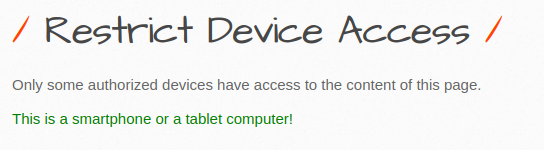 / Restrict Device Access /
Only some authorized devices have access to the content of this page.
This is a smartphone or a tablet computer!